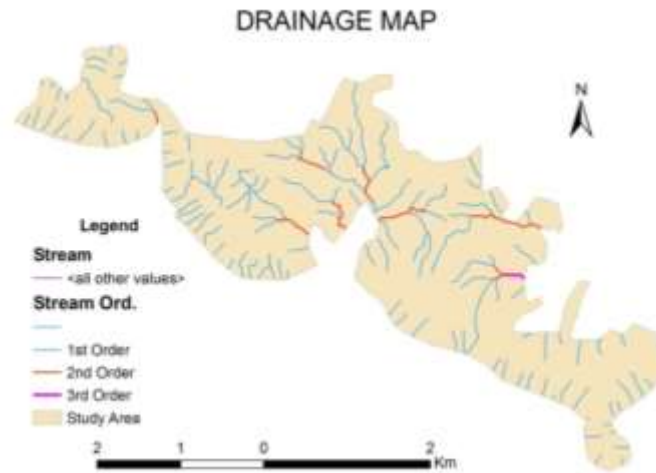 DRAINAGE MAP
N
Legend
Stream
<all other values>
Stream Ord.
1st Order
2nd Order
3rd Order
Study Area
2 1 0 2
Km